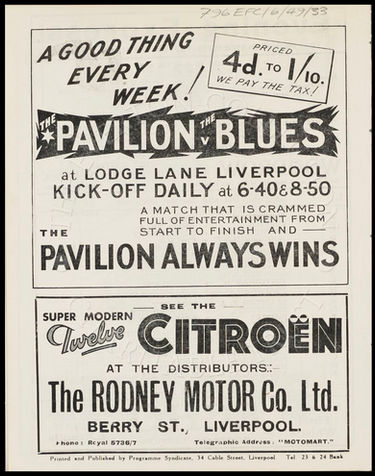 796 EFC/6/49/33
A GOOD THING
EVERY
WEEK!
PRICED
4d. TO 1/10.
WE PAY THE TAX!
THE PAVILION THE v BLUES
at LODGE LANE LIVERPOOL
KICK-OFF DAILY at 6-40 & 8-50
A MATCH THAT IS CRAMMED
FULL OF ENTERTAINMENT FROM
START TO FINISH AND —
THE
PAVILION ALWAYS WINS
SEE THE
SUPER MODERN
Twelve CITROËN
AT THE DISTRIBUTORS:-
The RODNEY MOTOR Co. Ltd.
BERRY ST., LIVERPOOL.
Phone: Royal 5736/7 Telegraphic Address: "MOTOMART."
Printed and Published by Programme Syndicate, 34 Cable Street, Liverpool Tel. 23 & 24 Bank